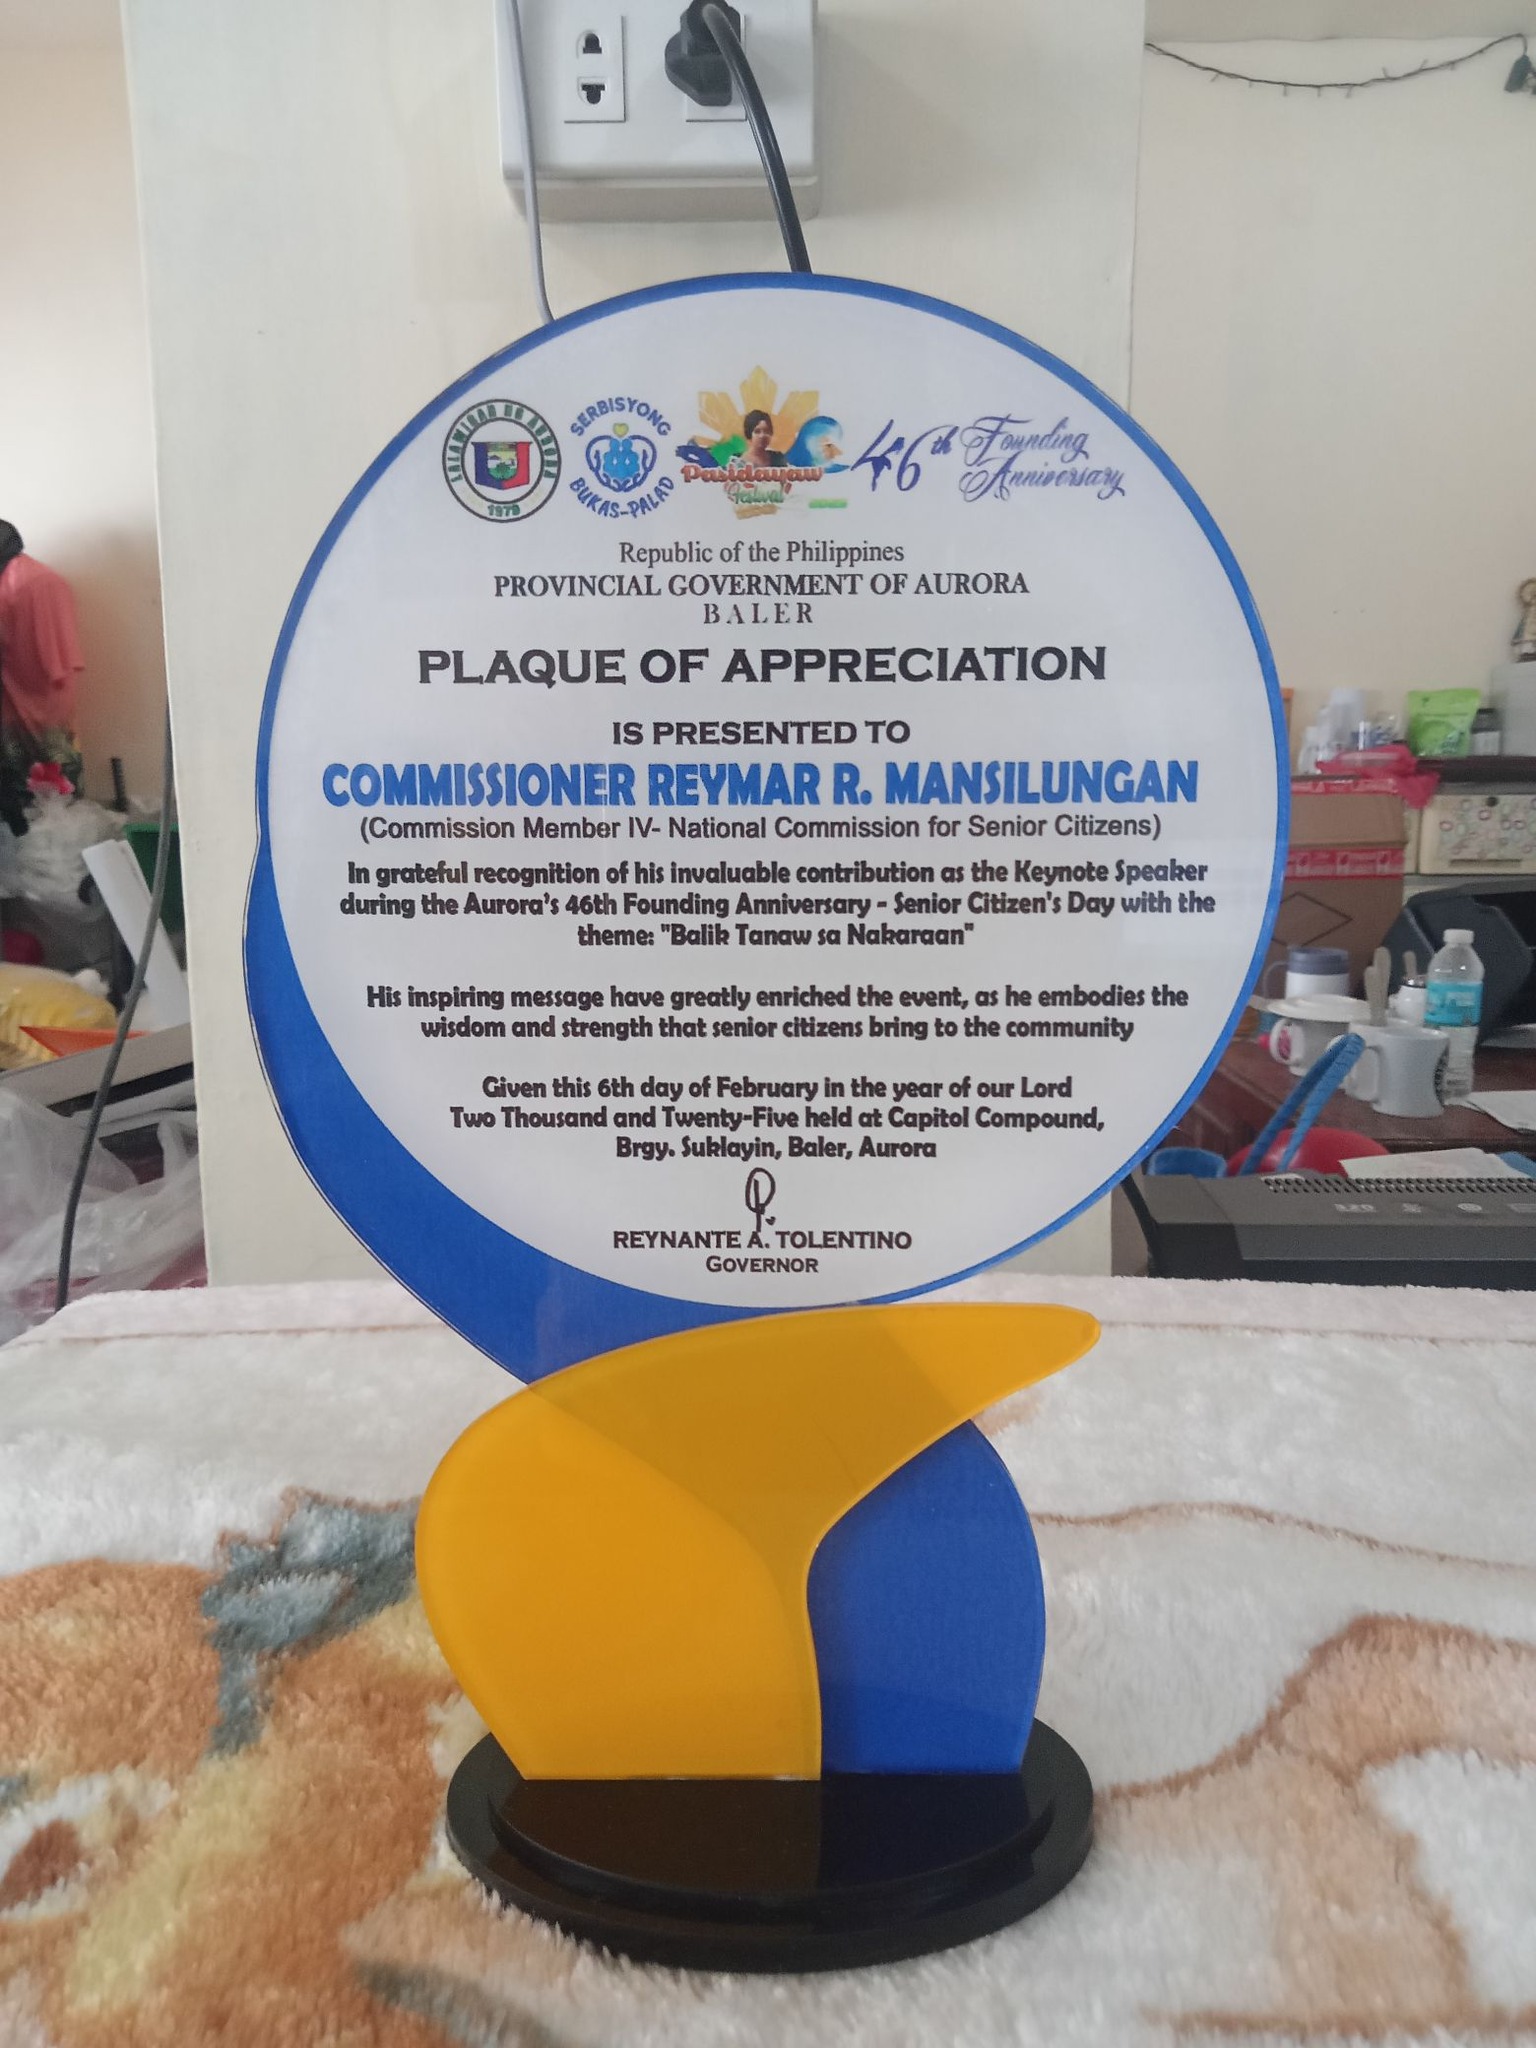 LALAWIGAN NG AURORA
1979
SERBISYONG
BUKAS-PALAD
Pasidayaw
Festival
46th Founding
Anniversary
Republic of the Philippines
PROVINCIAL GOVERNMENT OF AURORA
BALER
PLAQUE OF APPRECIATION
IS PRESENTED TO
COMMISSIONER REYMAR R. MANSILUNGAN
(Commission Member IV- National Commission for Senior Citizens)
In grateful recognition of his invaluable contribution as the Keynote Speaker
during the Aurora's 46th Founding Anniversary - Senior Citizen's Day with the
theme: "Balik Tanaw sa Nakaraan"
His inspiring message have greatly enriched the event, as he embodies the
wisdom and strength that senior citizens bring to the community
Given this 6th day of February in the year of our Lord
Two Thousand and Twenty-Five held at Capitol Compound,
Brgy. Suklayin, Baler, Aurora
REYNANTE A. TOLENTINO
GOVERNOR